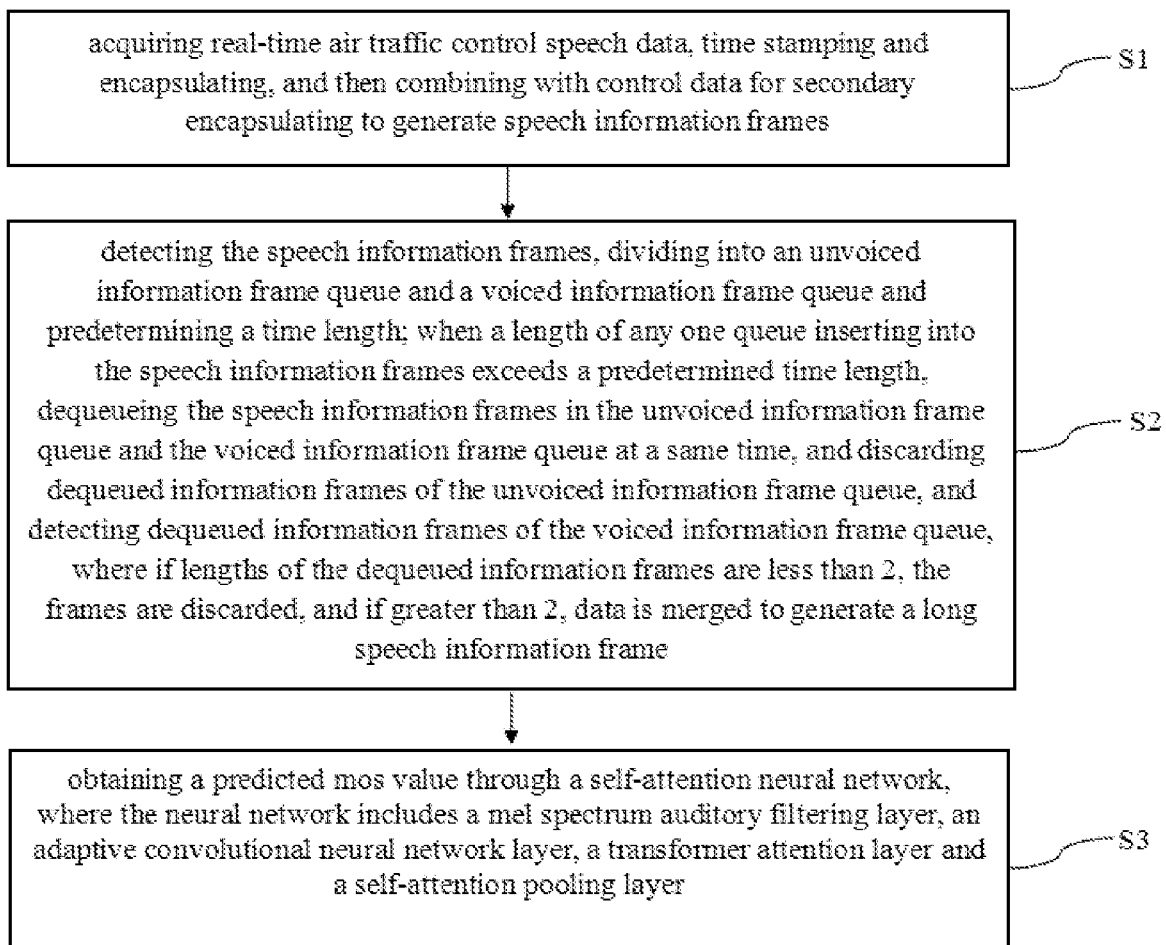 acquiring real-time air traffic control speech data, time stamping and
encapsulating, and then combining with control data for secondary
encapsulating to generate speech information frames
S1
detecting the speech information frames, dividing into an unvoiced
information frame queue and a voiced information frame queue and
predetermining a time length; when a length of any one queue inserting into
the speech information frames exceeds a predetermined time length,
dequeueing the speech information frames in the unvoiced information frame
queue and the voiced information frame queue at a same time, and discarding
dequeued information frames of the unvoiced information frame queue, and
detecting dequeued information frames of the voiced information frame queue,
where if lengths of the dequeued information frames are less than 2, the
frames are discarded, and if greater than 2, data is merged to generate a long
speech information frame
S2
obtaining a predicted mos value through a self-attention neural network,
where the neural network includes a mel spectrum auditory filtering layer, an
adaptive convolutional neural network layer, a transformer attention layer and
a self-attention pooling layer
S3